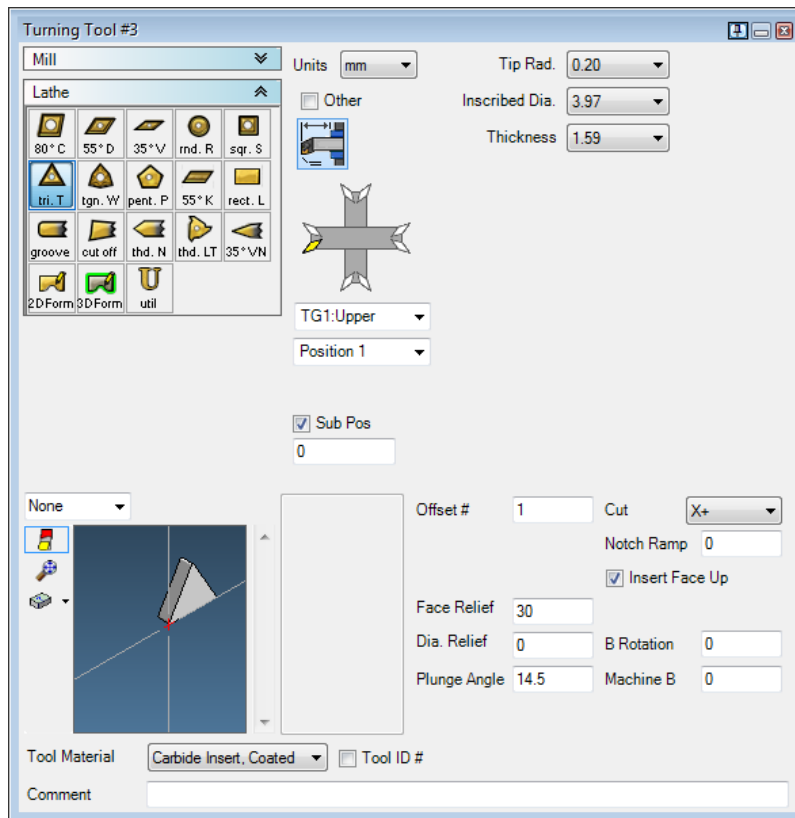 Turning Tool #3
Mill
Lathe
80°C 55°D 35°V rnd. R sqr. S
tri. T tgn. W pent. P 55°K rect. L
groove cut off thd. N thd. LT 35°VN
2DForm 3DForm util
Units mm
Other
Tip Rad. 0.20
Inscribed Dia. 3.97
Thickness 1.59
TG1:Upper
Position 1
Sub Pos
0
None
Offset # 1 Cut X+
Notch Ramp 0
Insert Face Up
Face Relief 30
Dia. Relief 0 B Rotation 0
Plunge Angle 14.5 Machine B 0
Tool Material Carbide Insert, Coated Tool ID #
Comment